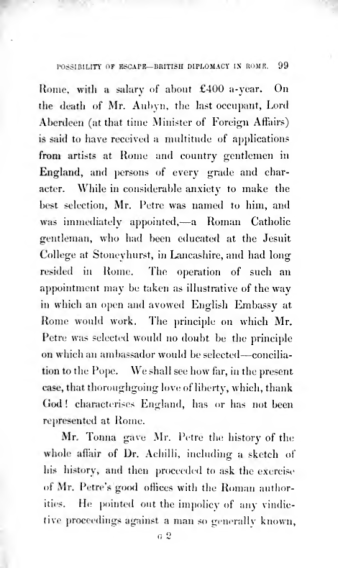 POSSIBILITY OF ESCAPE—BRITISH DIPLOMACY IN ROME. 99
Rome, with a salary of about £400 a-year. On
the death of Mr. Aubyn, the last occupant, Lord
Aberdeen (at that time Minister of Foreign Affairs)
is said to have received a multitude of applications
from artists at Rome and country gentlemen in
England, and persons of every grade and char-
acter. While in considerable anxiety to make the
best selection, Mr. Petre was named to him, and
was immediately appointed,—a Roman Catholic
gentleman, who had been educated at the Jesuit
College at Stoneyhurst, in Lancashire, and had long
resided in Rome. The operation of such an
appointment may be taken as illustrative of the way
in which an open and avowed English Embassy at
Rome would work. The principle on which Mr.
Petre was selected would no doubt be the principle
on which an ambassador would be selected—concilia-
tion to the Pope. We shall see how far, in the present
case, that thoroughgoing love of liberty, which, thank
God! characterises England, has or has not been
represented at Rome.
Mr. Tonna gave Mr. Petre the history of the
whole affair of Dr. Achilli, including a sketch of
his history, and then proceeded to ask the exercise
of Mr. Petre's good offices with the Roman author-
ities. He pointed out the impolicy of any vindic-
tive proceedings against a man so generally known,
G 2